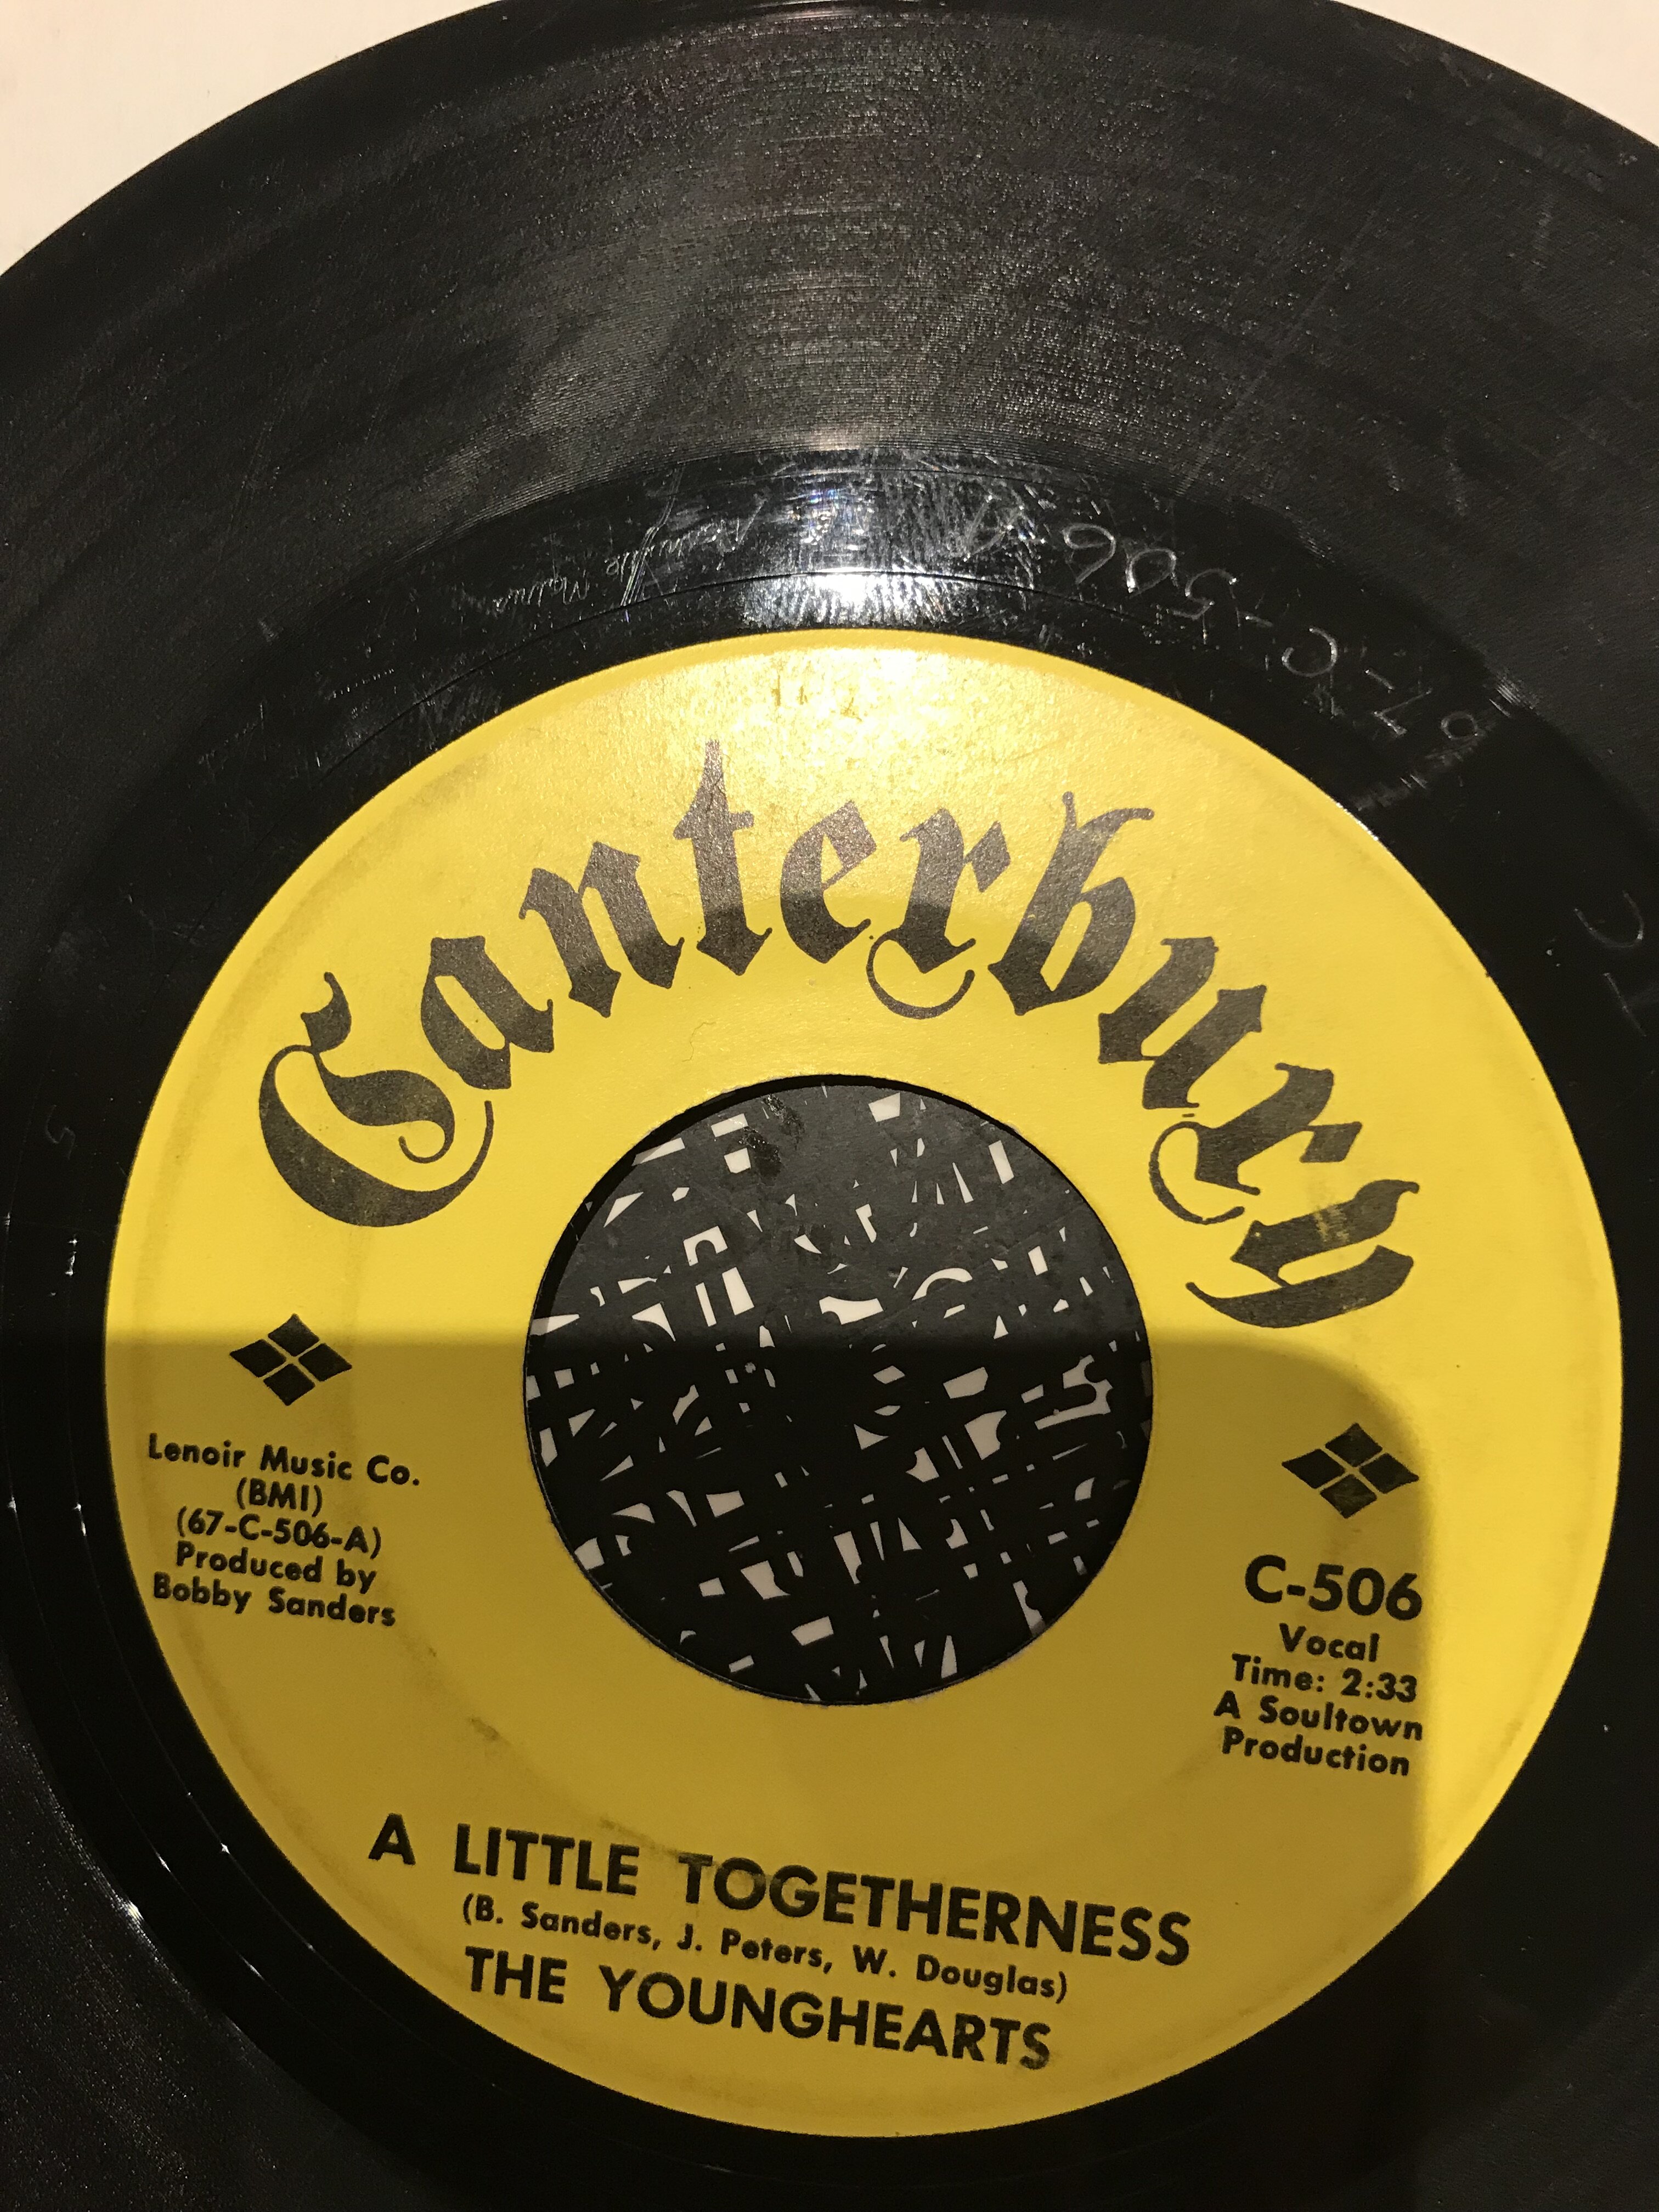 67-C-506-A
Canterbury
Lenoir Music Co.
(BMI)
(67-C-506-A)
Produced by
Bobby Sanders
C-506
Vocal
Time: 2:33
A Soultown
Production
A LITTLE TOGETHERNESS
(B. Sanders, J. Peters, W. Douglas)
THE YOUNGHEARTS